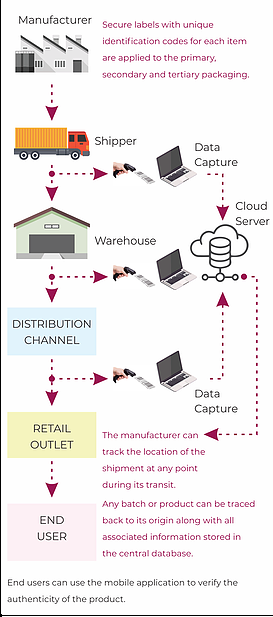 Manufacturer
Secure labels with unique
identification codes for each item
are applied to the primary,
secondary and tertiary packaging.
Shipper
Data
Capture
Cloud
Server
Warehouse
DISTRIBUTION
CHANNEL
Data
Capture
RETAIL
OUTLET
The manufacturer can
track the location of the
shipment at any point
during its transit.
END
USER
Any batch or product can be traced
back to its origin along with all
associated information stored in
the central database.
End users can use the mobile application to verify the
authenticity of the product.